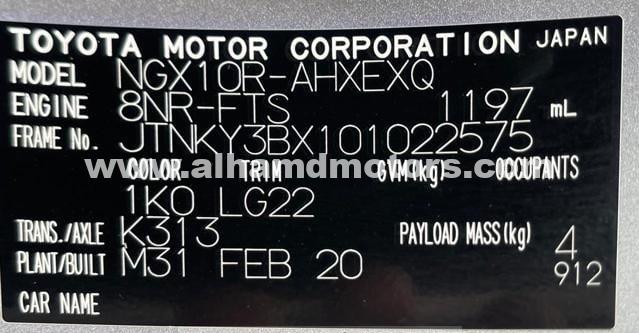 TOYOTA MOTOR CORPORATION JAPAN
MODEL NGX10R-AHXEXQ
ENGINE 8NR-FTS 1197 mL
FRAME No. JTNKY3BX101022575
www.alhamdmotors.com
COLOR TRIM GVM(kg) OCCUPANTS
1K0 LG22
TRANS./AXLE K313 PAYLOAD MASS(kg) 4
PLANT/BUILT M31 FEB 20 912
CAR NAME